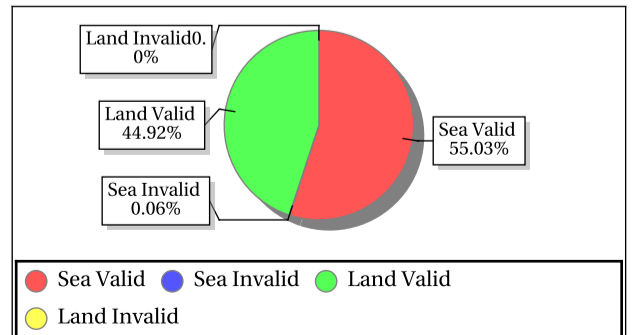 Land Invalid0.
0%
Land Valid
44.92%
Sea Valid
55.03%
Sea Invalid
0.06%
Sea Valid Sea Invalid Land Valid
Land Invalid